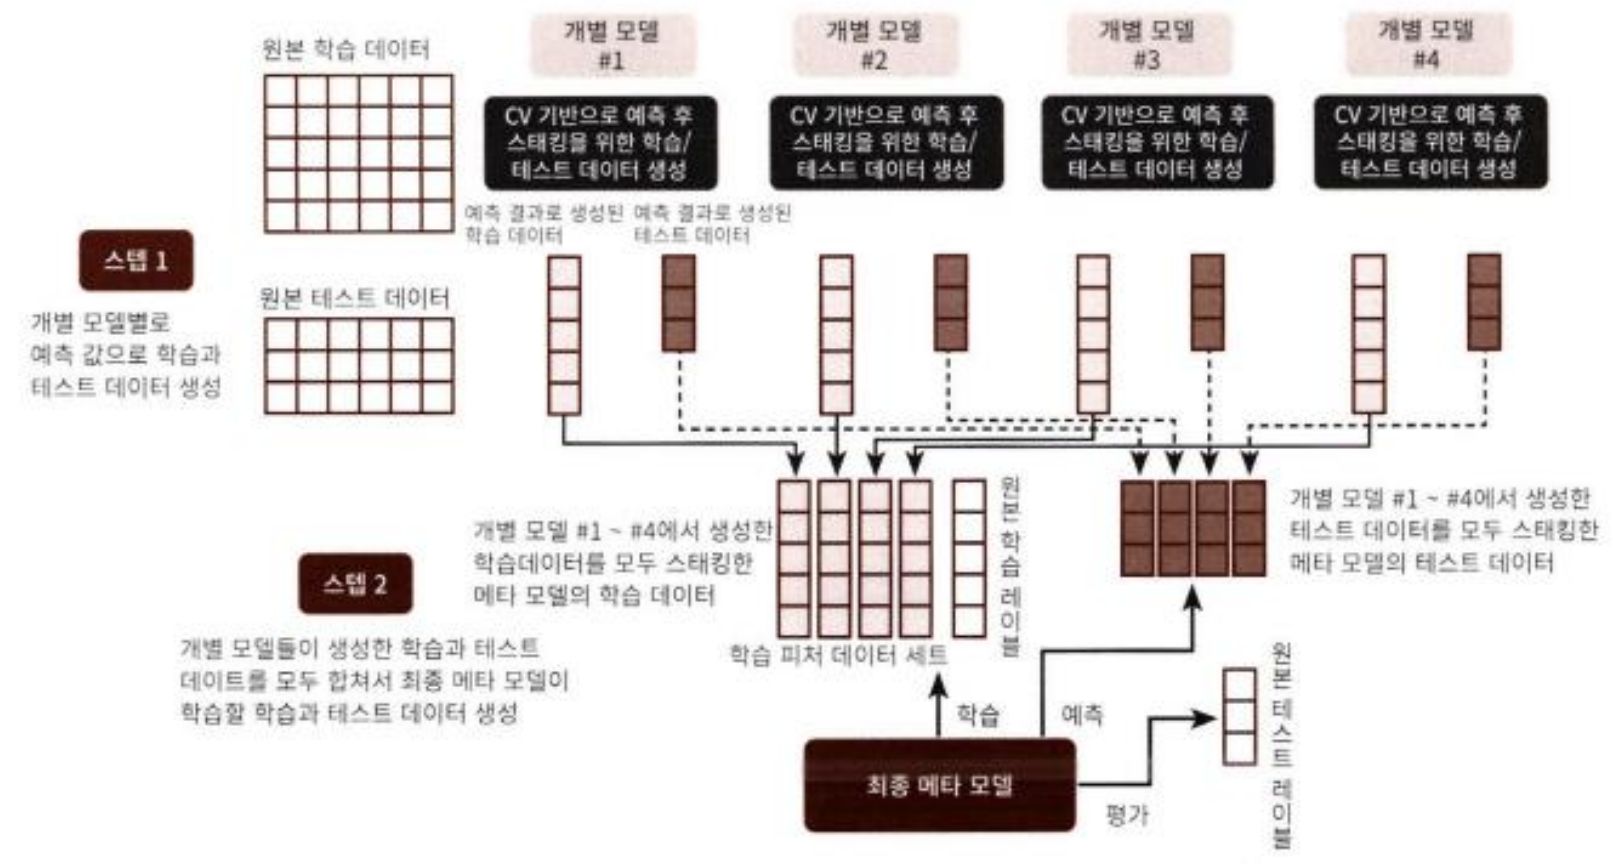 원본 학습 데이터
개별 모델
#1
개별 모델
#2
개별 모델
#3
개별 모델
#4
CV 기반으로 예측 후
스태킹을 위한 학습/
테스트 데이터 생성
CV 기반으로 예측 후
스태킹을 위한 학습/
테스트 데이터 생성
CV 기반으로 예측 후
스태킹을 위한 학습/
테스트 데이터 생성
CV 기반으로 예측 후
스태킹을 위한 학습/
테스트 데이터 생성
예측 결과로 생성된
학습 데이터
예측 결과로 생성된
테스트 데이터
스텝 1
개별 모델별로
예측 값으로 학습과
테스트 데이터 생성
원본 테스트 데이터
개별 모델 #1 ~ #4에서 생성한
학습데이터를 모두 스태킹한
메타 모델의 학습 데이터
원본 학습 레이블
개별 모델 #1 ~ #4에서 생성한
테스트 데이터를 모두 스태킹한
메타 모델의 테스트 데이터
스텝 2
개별 모델들이 생성한 학습과 테스트
데이트를 모두 합쳐서 최종 메타 모델이
학습할 학습과 테스트 데이터 생성
학습 피처 데이터 세트
학습
예측
원본 테스트 레이블
최종 메타 모델
평가